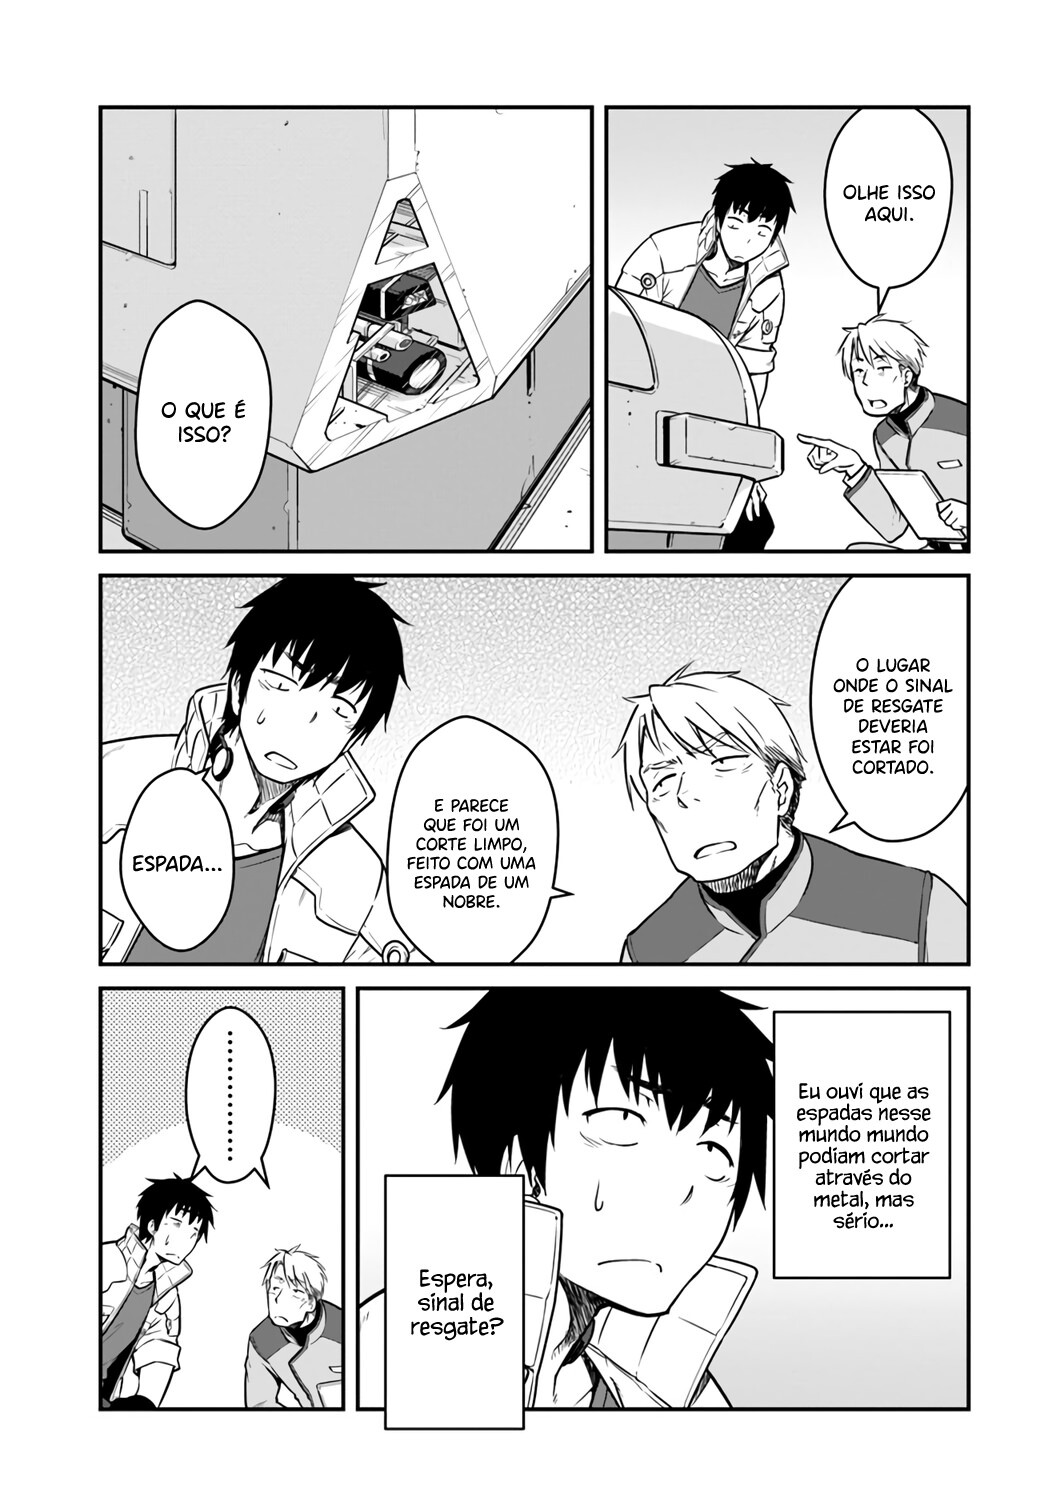 OLHE ISSO
AQUI.
O QUE É
ISSO?
O LUGAR
ONDE O SINAL
DE RESGATE
DEVERIA
ESTAR FOI
CORTADO.
E PARECE
QUE FOI UM
CORTE LIMPO,
FEITO COM UMA
ESPADA DE UM
NOBRE.
ESPADA...
Eu ouvi que as
espadas nesse
mundo mundo
podiam cortar
através do
metal, mas
sério...
Espera,
sinal de
resgate?
..........